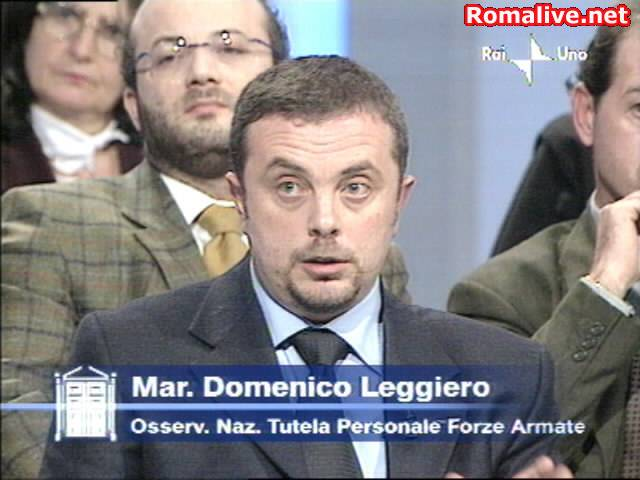 Romalive.net
Rai Uno
Mar. Domenico Leggiero
Osserv. Naz. Tutela Personale Forze Armate